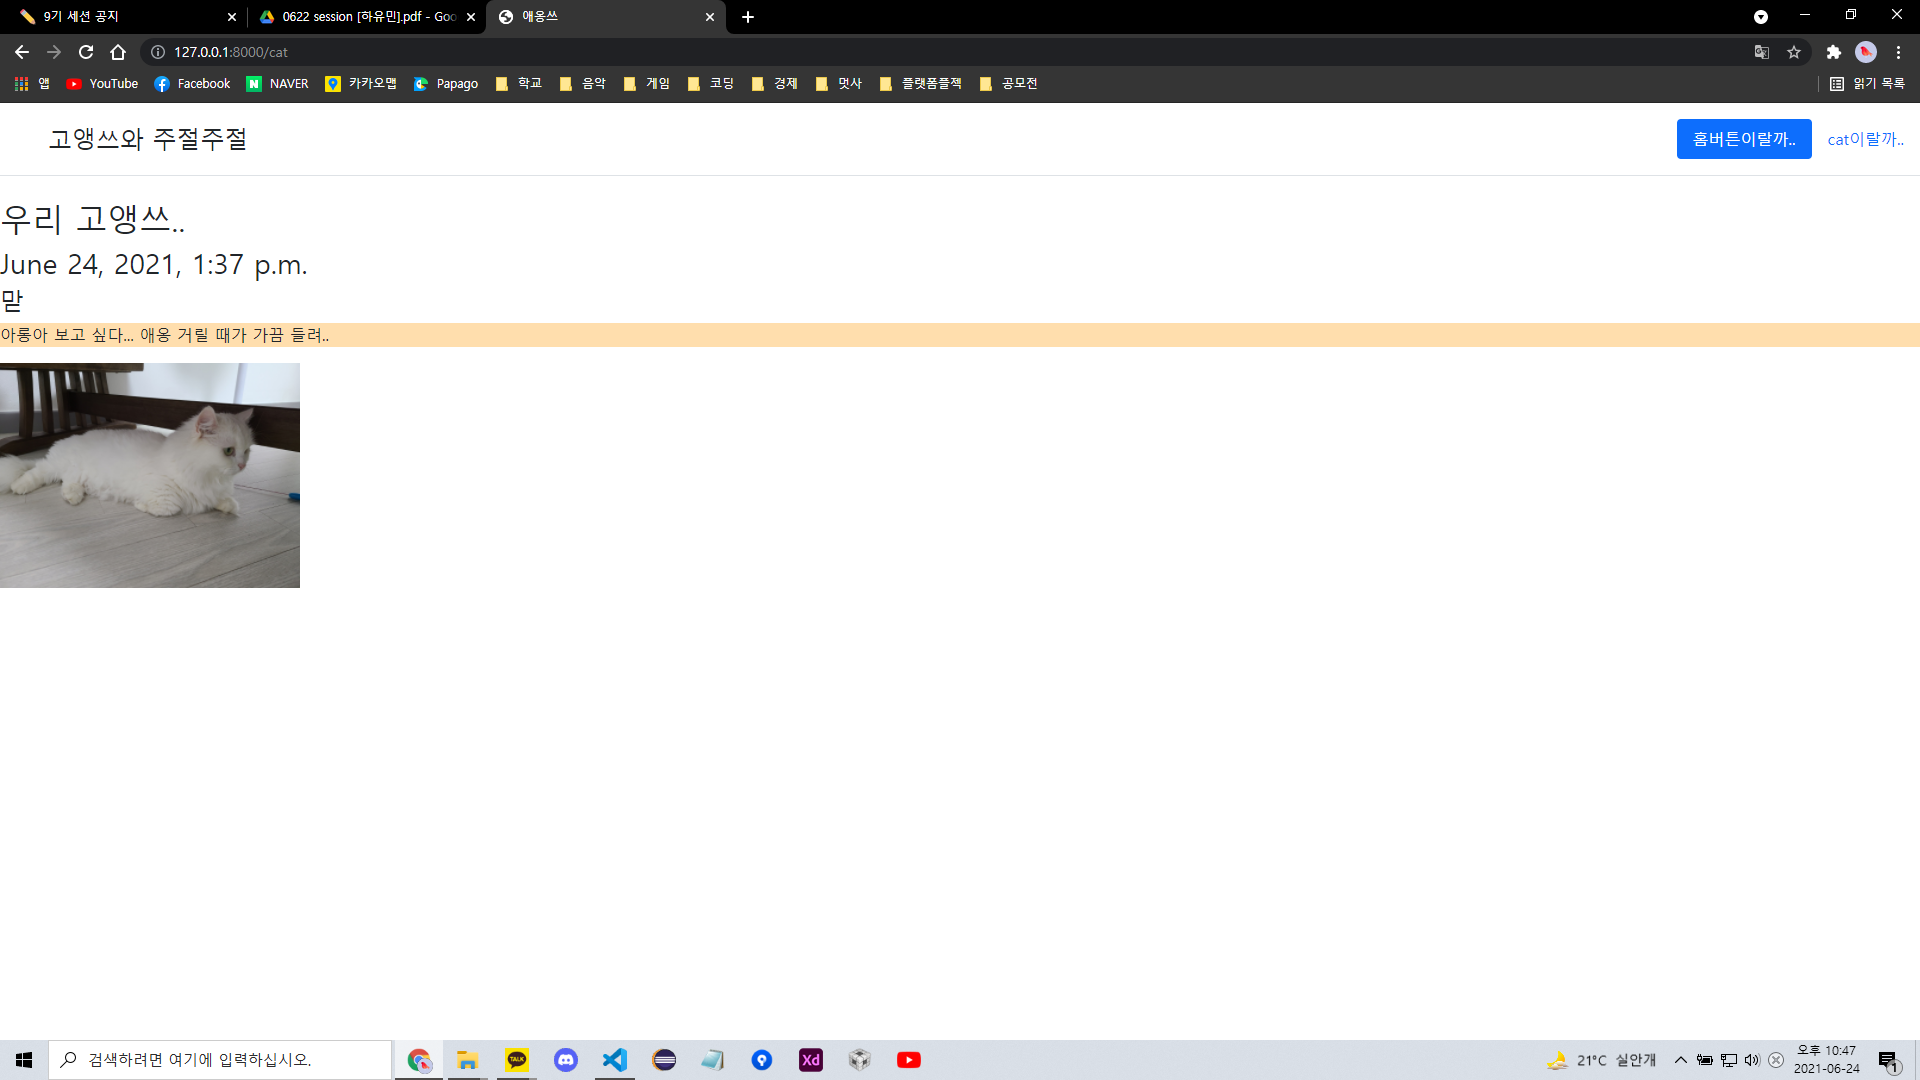 9기 세션 공지
0622 session [하유민].pdf - Goo
애옹쓰
127.0.0.1:8000/cat
앱 YouTube Facebook NAVER 카카오맵 Papago 학교 음악 게임 코딩 경제 멋사 플랫폼플젝 공모전 읽기 목록
고앵쓰와 주절주절
홈버튼이랄까.. cat이랄까..
우리 고앵쓰..
June 24, 2021, 1:37 p.m.
맏
아롱아 보고 싶다... 애옹 거릴 때가 가끔 들려..
검색하려면 여기에 입력하십시오.
TALK
Xd
21°C 실안개
오후 10:47
2021-06-24
1